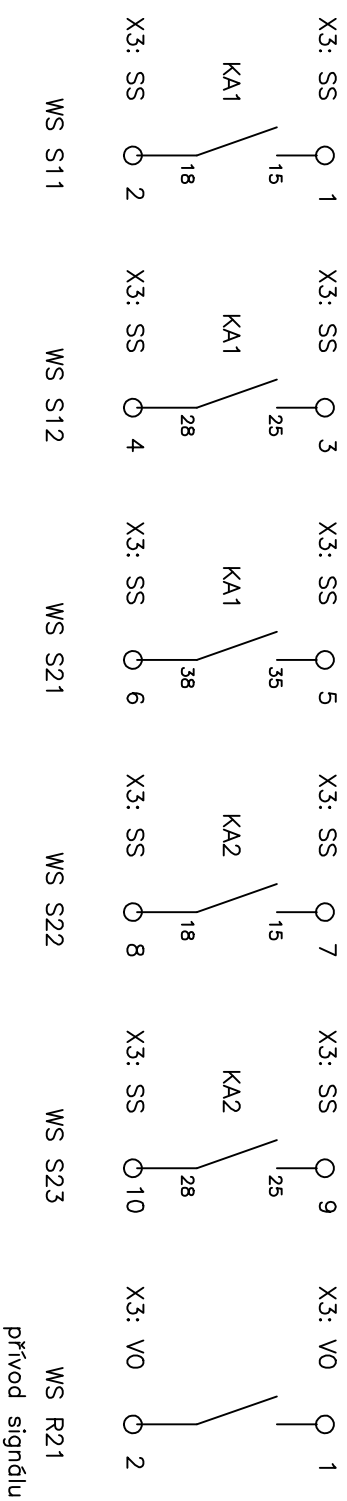 X3: SS 1
KA1
15
18
X3: SS 2
WS S11
X3: SS 3
KA1
25
28
X3: SS 4
WS S12
X3: SS 5
KA1
35
38
X3: SS 6
WS S21
X3: SS 7
KA2
15
18
X3: SS 8
WS S22
X3: SS 9
KA2
25
28
X3: SS 10
WS S23
X3: VO 1
X3: VO 2
WS R21
přívod signálu